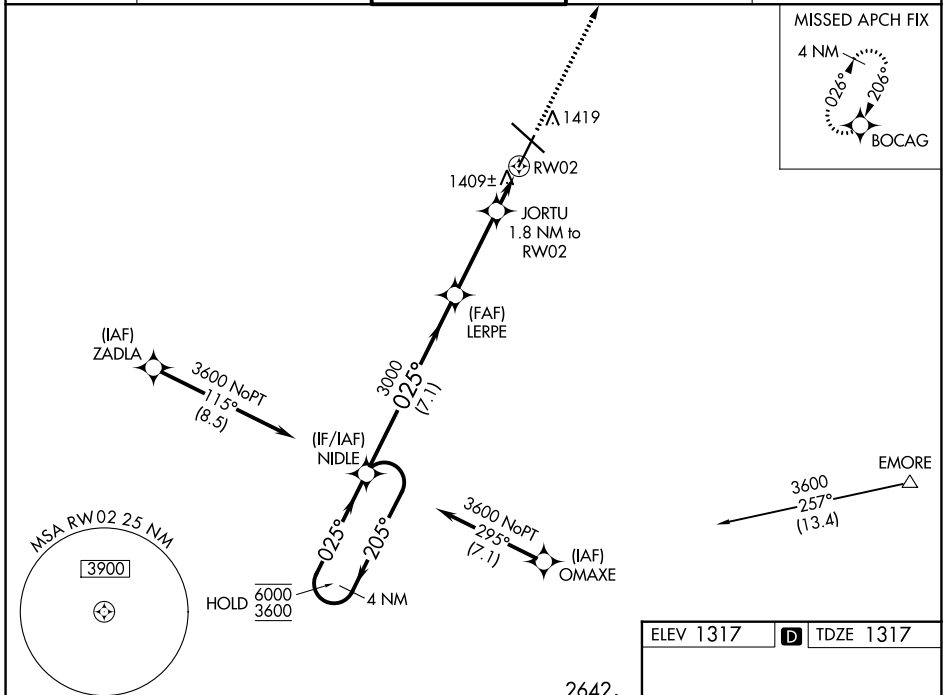 MISSED APCH FIX
4 NM
026°
206°
BOCAG
1419
RW02
1409±
JORTU
1.8 NM to
RW02
(FAF)
LERPE
(IAF)
ZADLA
3600 NoPT
115°
(8.5)
3000
025°
(7.1)
(IF/IAF)
NIDLE
EMORE
3600
257°
(13.4)
3600 NoPT
295°
(7.1)
(IAF)
OMAXE
025°
205°
MSA RW02 25 NM
3900
HOLD 6000
3600
4 NM
ELEV 1317 D TDZE 1317
2642